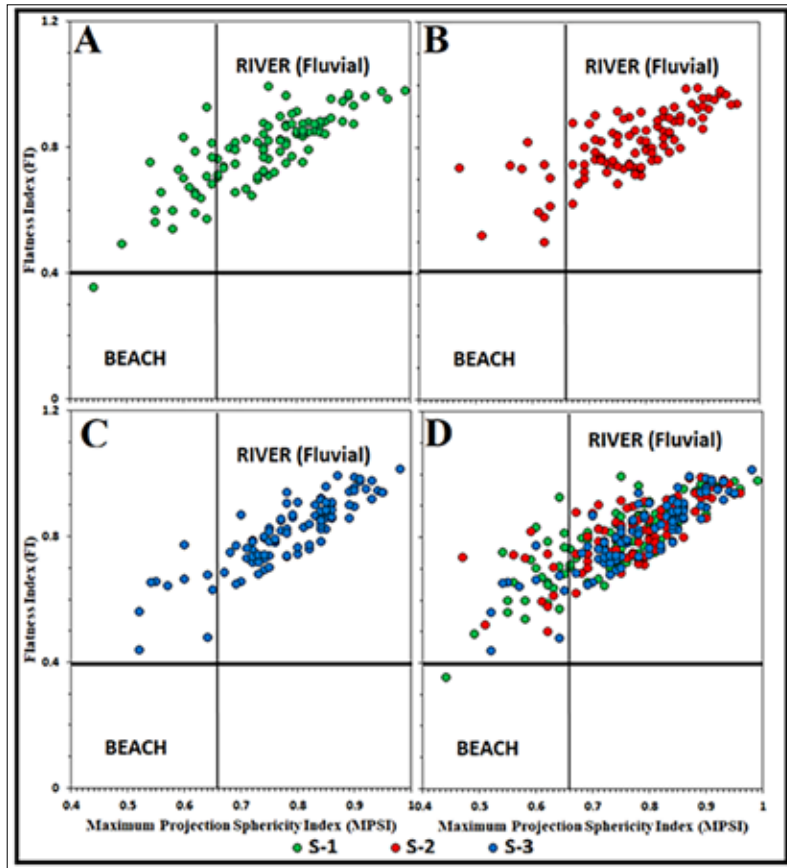 A
RIVER (Fluvial)
B
RIVER (Fluvial)
1.2
0.8
0.4
0
Flatness Index (FI)
BEACH
BEACH
C
RIVER (Fluvial)
D
RIVER (Fluvial)
1.2
0.8
0.4
0
Flatness Index (FI)
BEACH
BEACH
0.4 0.5 0.6 0.7 0.8 0.9 1
0.4 0.5 0.6 0.7 0.8 0.9 1
Maximum Projection Sphericity Index (MPSI)
Maximum Projection Sphericity Index (MPSI)
S-1 S-2 S-3